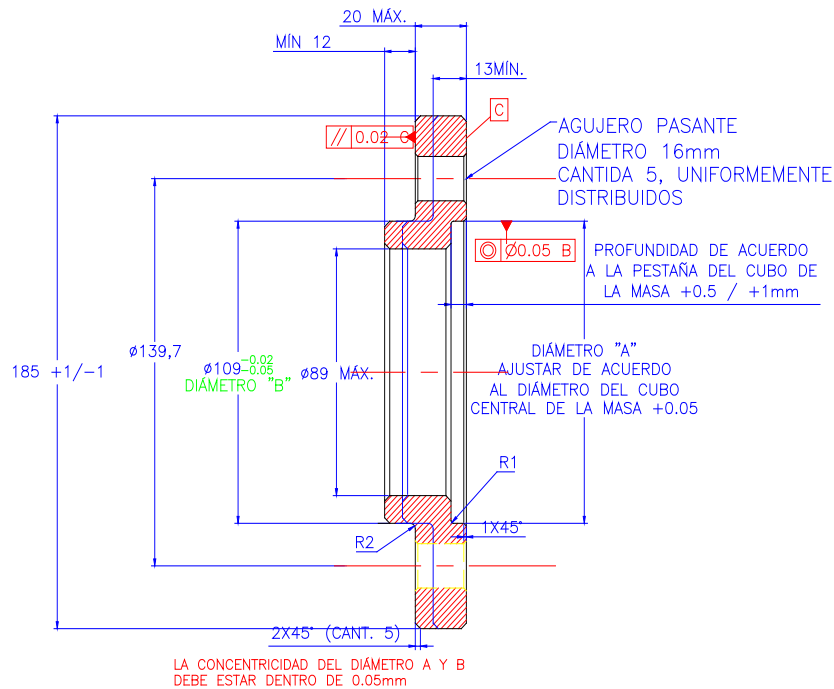 20 MÁX.
MÍN 12
13MÍN.
C
// 0.02 C
AGUJERO PASANTE
DIÁMETRO 16mm
CANTIDA 5, UNIFORMEMENTE
DISTRIBUIDOS
◎ Ø0.05 B
PROFUNDIDAD DE ACUERDO
A LA PESTAÑA DEL CUBO DE
LA MASA +0.5 / +1mm
185 +1/-1
Ø139,7
Ø109 -0.02
-0.05
DIÁMETRO "B"
Ø89 MÁX.
DIÁMETRO "A"
AJUSTAR DE ACUERDO
AL DIÁMETRO DEL CUBO
CENTRAL DE LA MASA +0.05
R1
R2
1X45°
2X45° (CANT. 5)
LA CONCENTRICIDAD DEL DIÁMETRO A Y B
DEBE ESTAR DENTRO DE 0.05mm